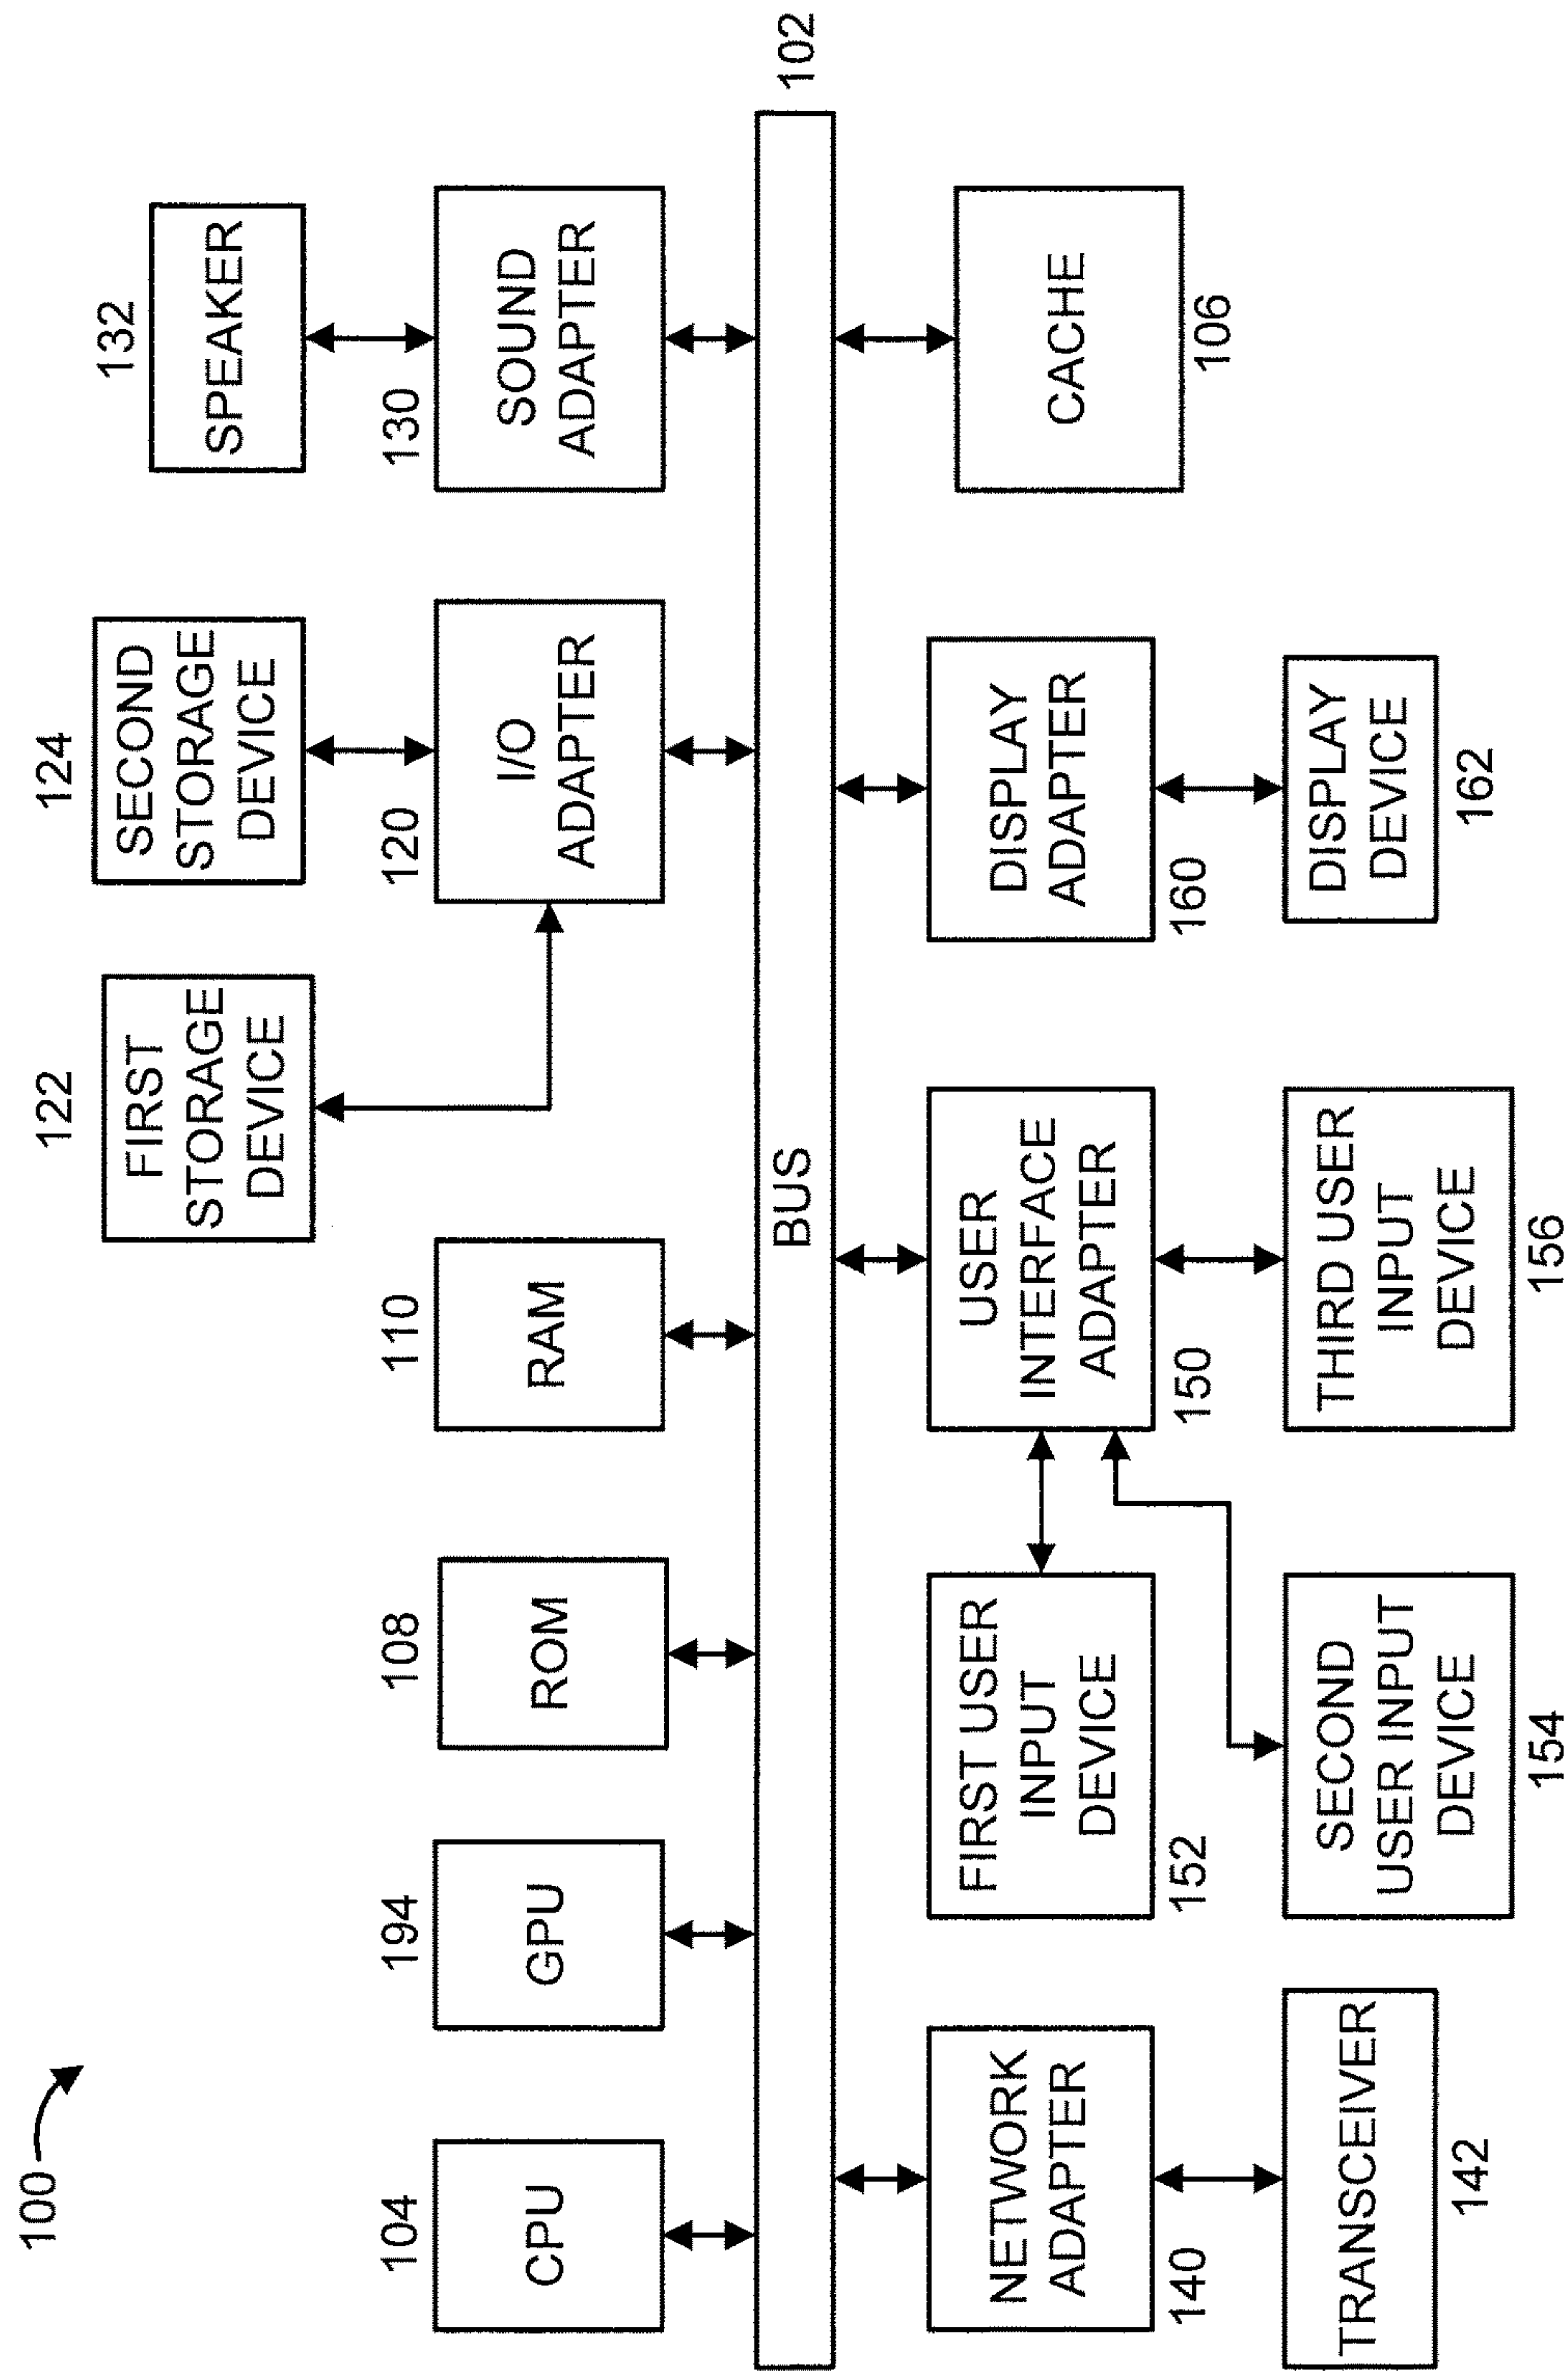 100
104
CPU
194
GPU
108
ROM
110
RAM
122
FIRST
STORAGE
DEVICE
124
SECOND
STORAGE
DEVICE
120
I/O
ADAPTER
132
SPEAKER
130
SOUND
ADAPTER
BUS
102
NETWORK
ADAPTER
140
TRANSCEIVER
142
FIRST USER
INPUT
DEVICE
152
SECOND
USER INPUT
DEVICE
154
USER
INTERFACE
ADAPTER
150
THIRD USER
INPUT
DEVICE
156
DISPLAY
ADAPTER
160
DISPLAY
DEVICE
162
CACHE
106